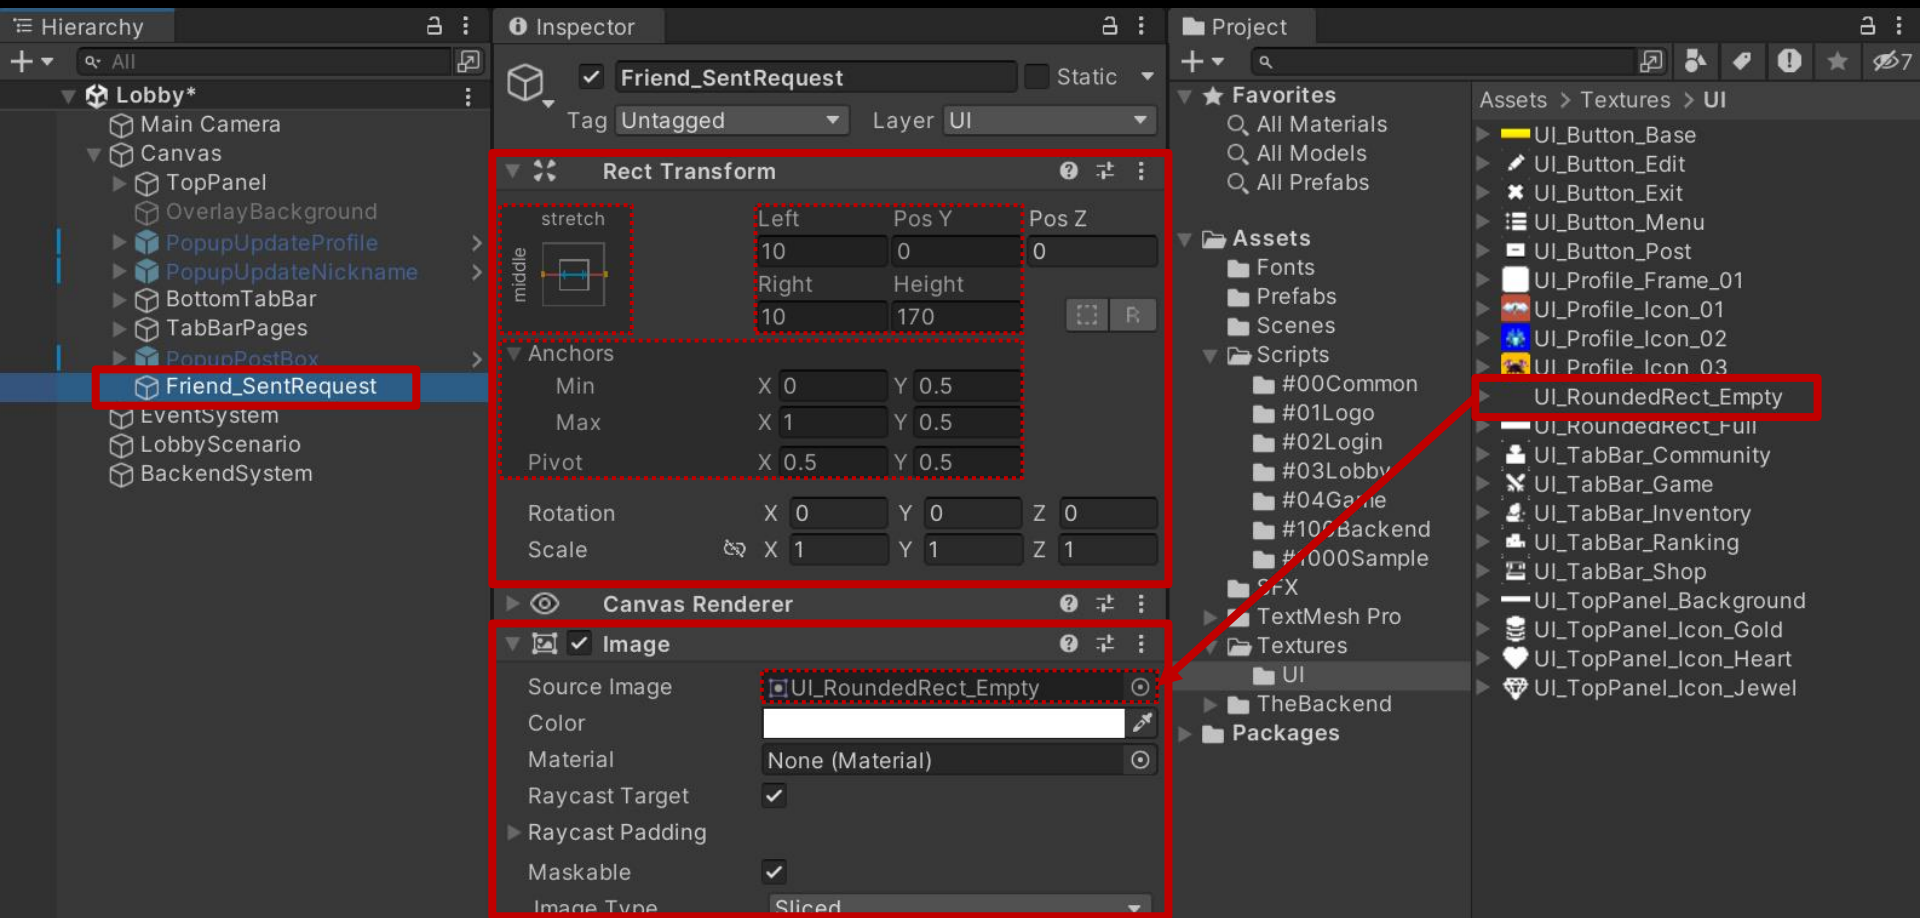 Hierarchy
All
Lobby*
Main Camera
Canvas
TopPanel
OverlayBackground
PopupUpdateProfile
PopupUpdateNickname
BottomTabBar
TabBarPages
PopupPostBox
Friend_SentRequest
EventSystem
LobbyScenario
BackendSystem
Inspector
Friend_SentRequest
Static
Tag Untagged
Layer UI
Rect Transform
stretch
middle
Left Pos Y Pos Z
10 0 0
Right Height
10 170
R
Anchors
Min X 0 Y 0.5
Max X 1 Y 0.5
Pivot X 0.5 Y 0.5
Rotation X 0 Y 0 Z 0
Scale X 1 Y 1 Z 1
Canvas Renderer
Image
Source Image UI_RoundedRect_Empty
Color
Material None (Material)
Raycast Target
Raycast Padding
Maskable
Image Type Sliced
Project
7
Favorites
All Materials
All Models
All Prefabs
Assets
Fonts
Prefabs
Scenes
Scripts
#00Common
#01Logo
#02Login
#03Lobby
#04Game
#100Backend
#1000Sample
SFX
TextMesh Pro
Textures
UI
TheBackend
Packages
Assets > Textures > UI
UI_Button_Base
UI_Button_Edit
UI_Button_Exit
UI_Button_Menu
UI_Button_Post
UI_Profile_Frame_01
UI_Profile_Icon_01
UI_Profile_Icon_02
UI_Profile_Icon_03
UI_RoundedRect_Empty
UI_RoundedRect_Full
UI_TabBar_Community
UI_TabBar_Game
UI_TabBar_Inventory
UI_TabBar_Ranking
UI_TabBar_Shop
UI_TopPanel_Background
UI_TopPanel_Icon_Gold
UI_TopPanel_Icon_Heart
UI_TopPanel_Icon_Jewel